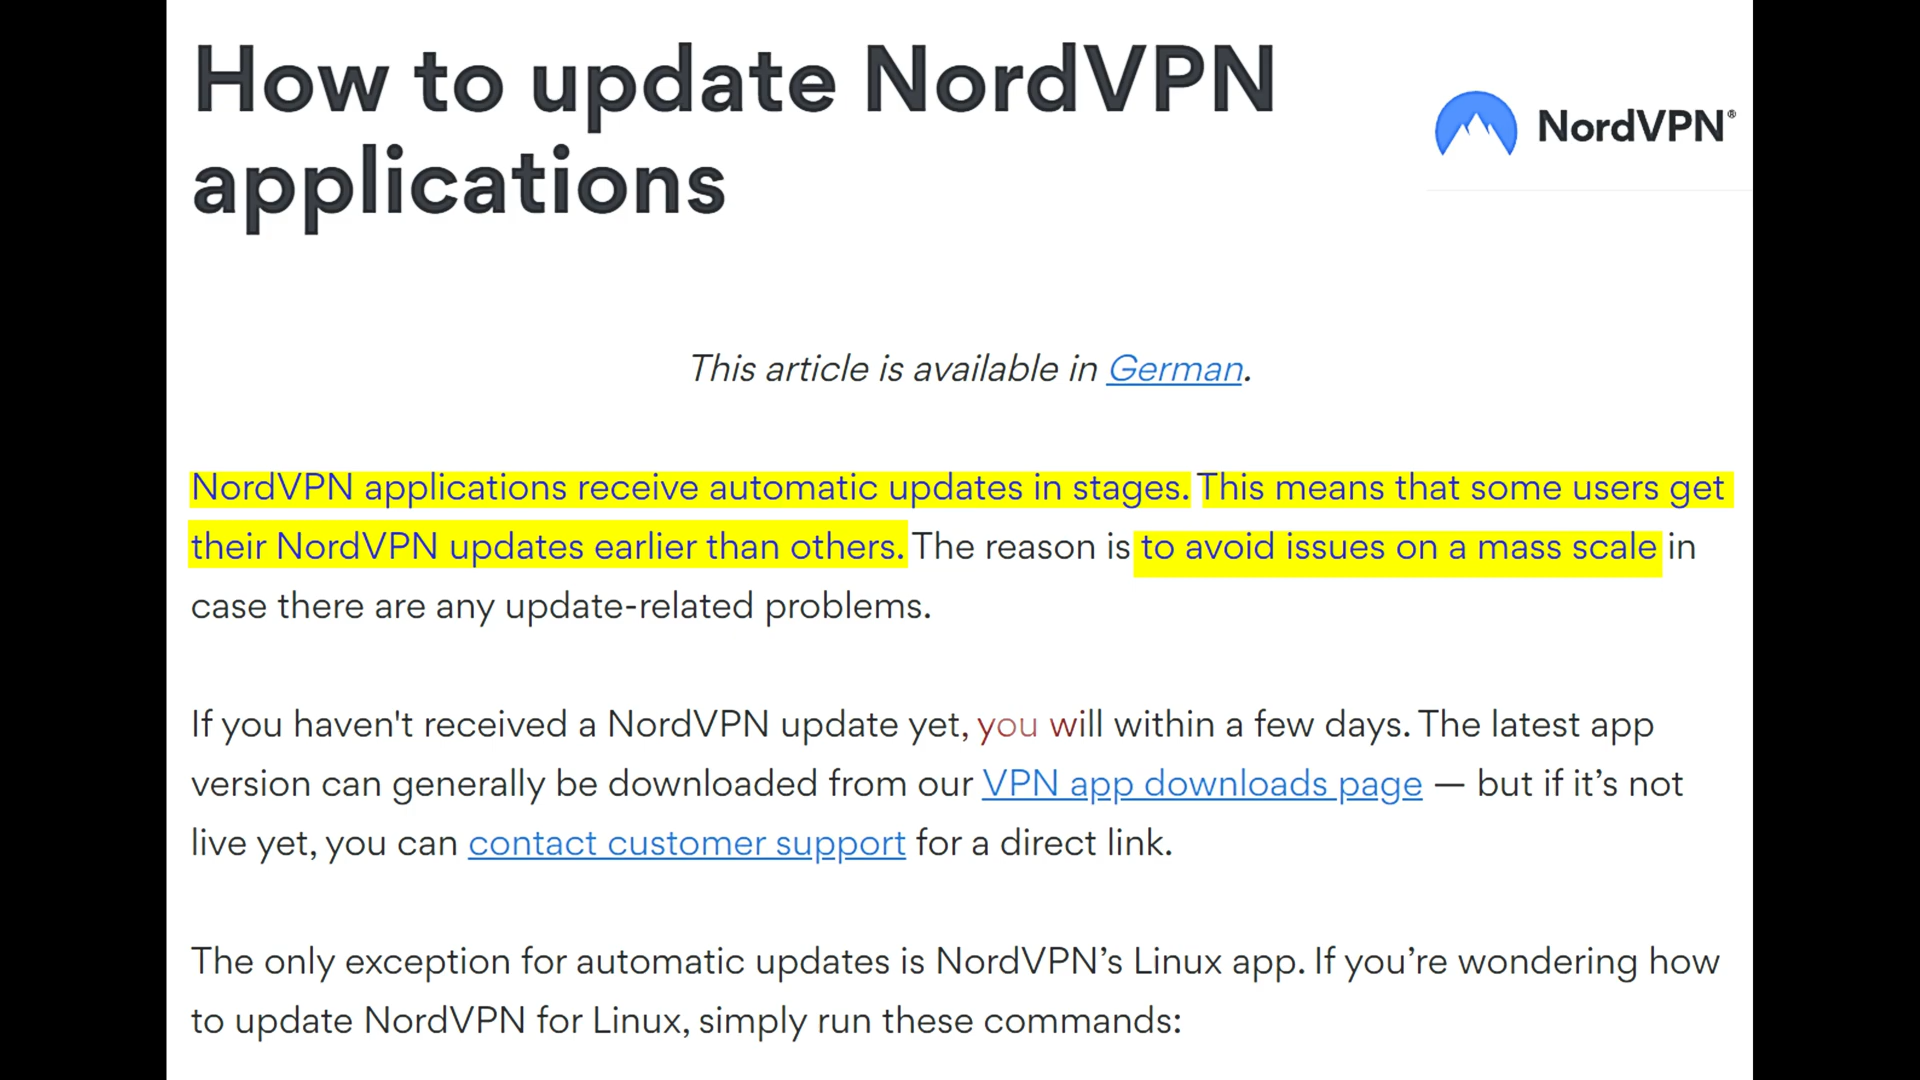 How to update NordVPN
applications
NordVPN®
This article is available in German.
NordVPN applications receive automatic updates in stages. This means that some users get
their NordVPN updates earlier than others. The reason is to avoid issues on a mass scale in
case there are any update-related problems.
If you haven't received a NordVPN update yet, you will within a few days. The latest app
version can generally be downloaded from our VPN app downloads page — but if it’s not
live yet, you can contact customer support for a direct link.
The only exception for automatic updates is NordVPN’s Linux app. If you’re wondering how
to update NordVPN for Linux, simply run these commands: